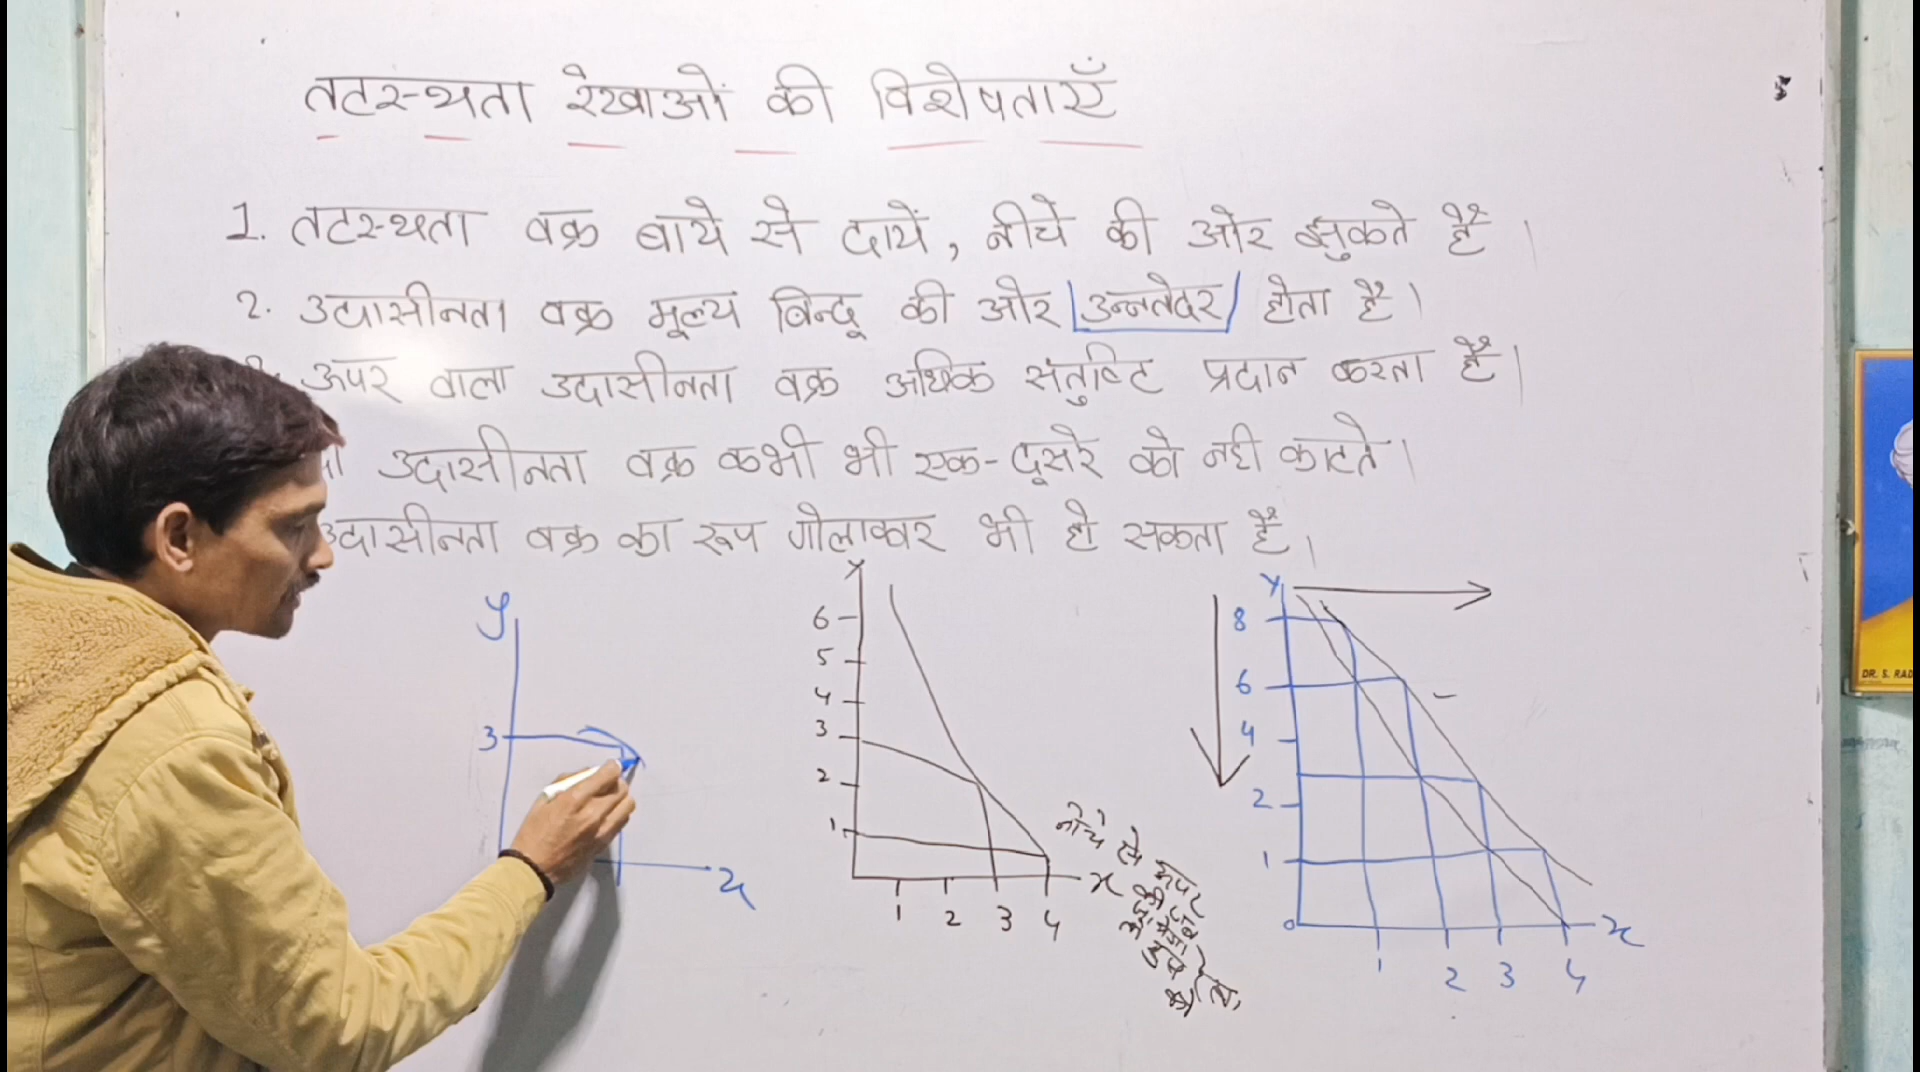 तटस्थता रेखाओं की विशेषताएँ
1. तटस्थता वक्र बाये से दायें, नीचे की ओर झुकते हैं।
2. उदासीनता वक्र मूल्य बिन्दू की ओर उन्नतोदर होता है।
ऊपर वाला उदासीनता वक्र अधिक संतुष्टि प्रदान करता है।
उदासीनता वक्र कभी भी एक-दूसरे को नही काटते।
उदासीनता वक्र का रूप गोलाकार भी हो सकता है।
y
3
x
y
6
5
4
3
2
1
1 2 3 4
x
नीचे से ऊपर
की
y
8
6
4
2
1
0
1 2 3 4
x
DR. S. RAD